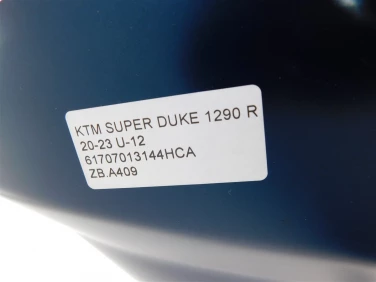 KTM SUPER DUKE 1290 R
20-23 U-12
61707013144HCA
ZB.A409